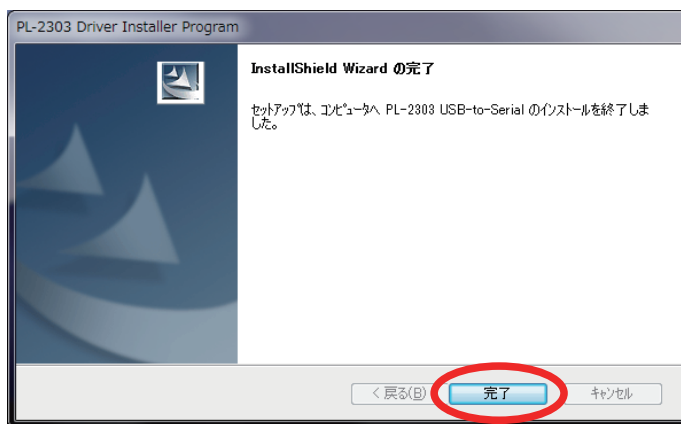 PL-2303 Driver Installer Program
InstallShield Wizard の完了
セットアップは、コンピュータへ PL-2303 USB-to-Serial のインストールを終了しま
した。
< 戻る(B)
完了
キャンセル